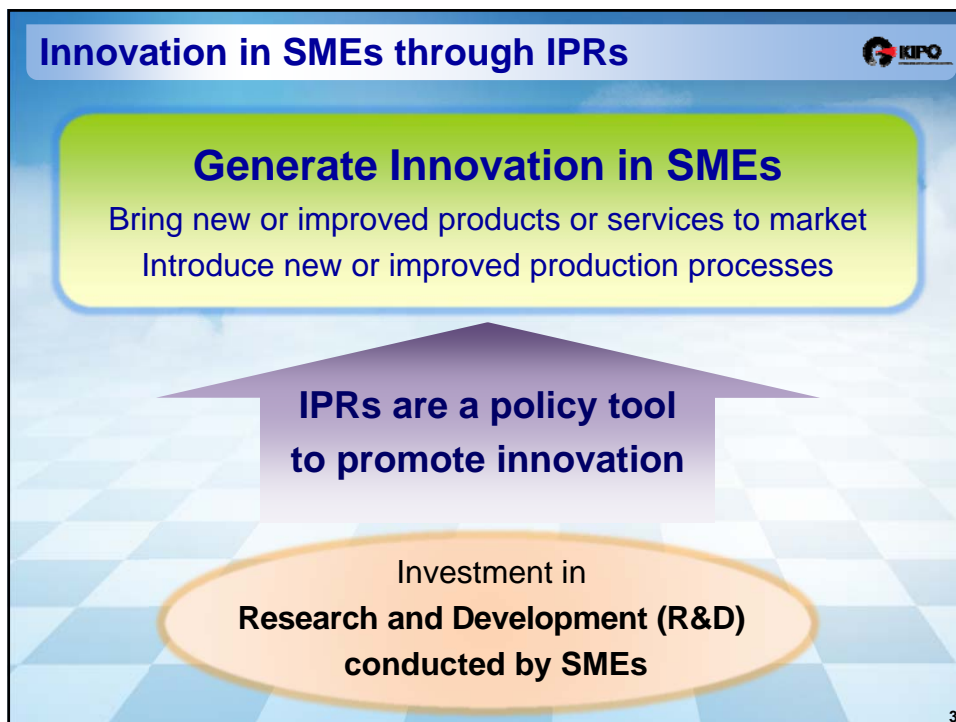 Innovation in SMEs through IPRs
KIPO
Generate Innovation in SMEs
Bring new or improved products or services to market
Introduce new or improved production processes
IPRs are a policy tool
to promote innovation
Investment in
Research and Development (R&D)
conducted by SMEs
3